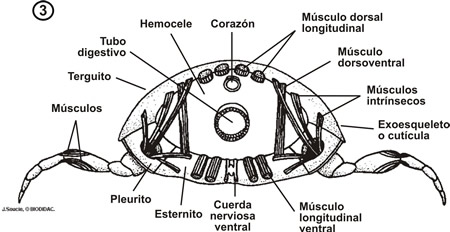 3
Hemocele
Corazón
Músculo dorsal
longitudinal
Tubo
digestivo
Músculo
dorsoventral
Terguito
Músculos
intrínsecos
Músculos
Exoesqueleto
o cutícula
Pleurito
Esternito
Cuerda
nerviosa
ventral
Músculo
longitudinal
ventral
J.Soucie, © BIODIDAC.